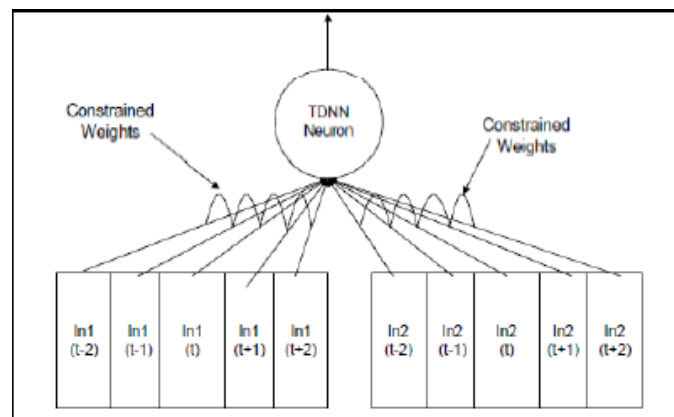 Constrained
Weights
TDNN
Neuron
Constrained
Weights
In1
(t-2)
In1
(t-1)
In1
(t)
In1
(t+1)
In1
(t+2)
In2
(t-2)
In2
(t-1)
In2
(t)
In2
(t+1)
In2
(t+2)